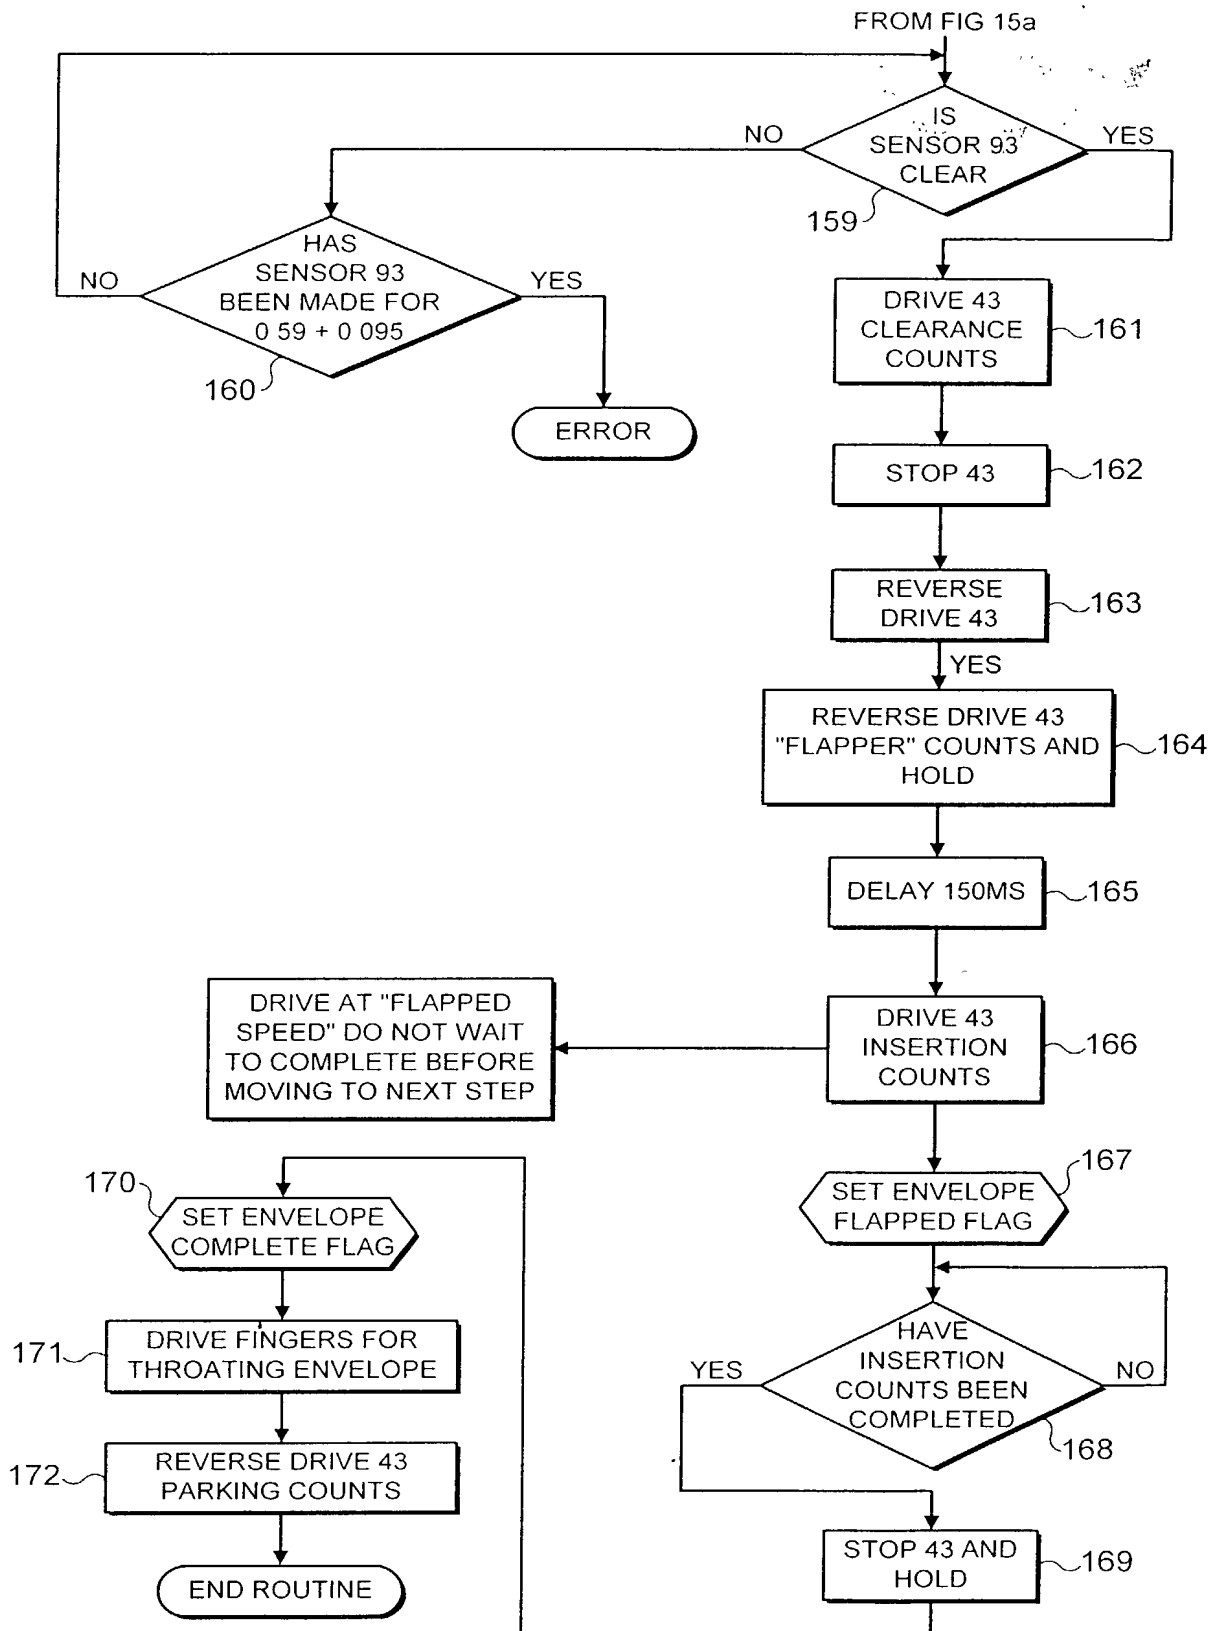 FROM FIG 15a
IS
SENSOR 93
CLEAR
NO
YES
159
HAS
SENSOR 93
BEEN MADE FOR
0 59 + 0 095
NO
YES
160
ERROR
DRIVE 43
CLEARANCE
COUNTS
161
STOP 43
162
REVERSE
DRIVE 43
163
YES
REVERSE DRIVE 43
"FLAPPER" COUNTS AND
HOLD
164
DELAY 150MS
165
DRIVE 43
INSERTION
COUNTS
166
DRIVE AT "FLAPPED
SPEED" DO NOT WAIT
TO COMPLETE BEFORE
MOVING TO NEXT STEP
SET ENVELOPE
FLAPPED FLAG
167
HAVE
INSERTION
COUNTS BEEN
COMPLETED
YES
NO
168
STOP 43 AND
HOLD
169
170
SET ENVELOPE
COMPLETE FLAG
171
DRIVE FINGERS FOR
THROATING ENVELOPE
172
REVERSE DRIVE 43
PARKING COUNTS
END ROUTINE